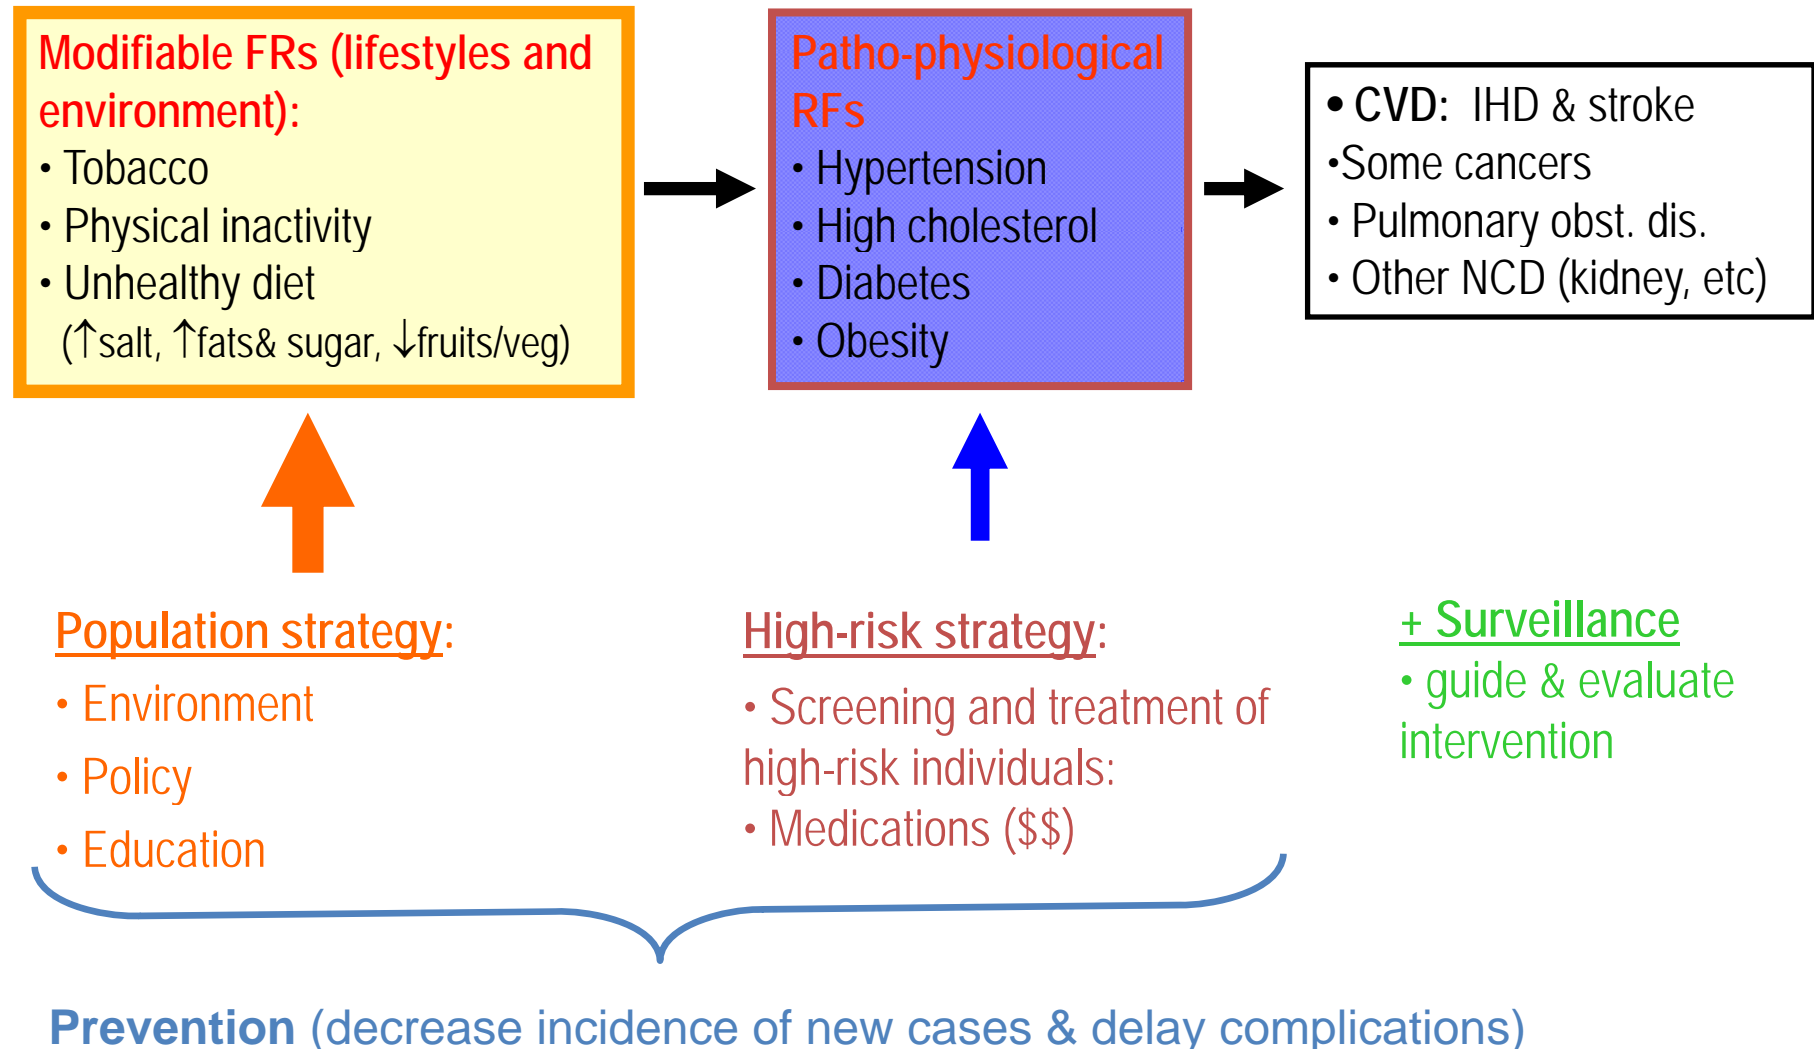 Modifiable FRs (lifestyles and
environment):
• Tobacco
• Physical inactivity
• Unhealthy diet
(↑salt, ↑fats& sugar, ↓fruits/veg)
Patho-physiological
RFs
• Hypertension
• High cholesterol
• Diabetes
• Obesity
• CVD: IHD & stroke
•Some cancers
• Pulmonary obst. dis.
• Other NCD (kidney, etc)
Population strategy:
• Environment
• Policy
• Education
High-risk strategy:
• Screening and treatment of
high-risk individuals:
• Medications ($$)
+ Surveillance
• guide & evaluate
intervention
Prevention (decrease incidence of new cases & delay complications)